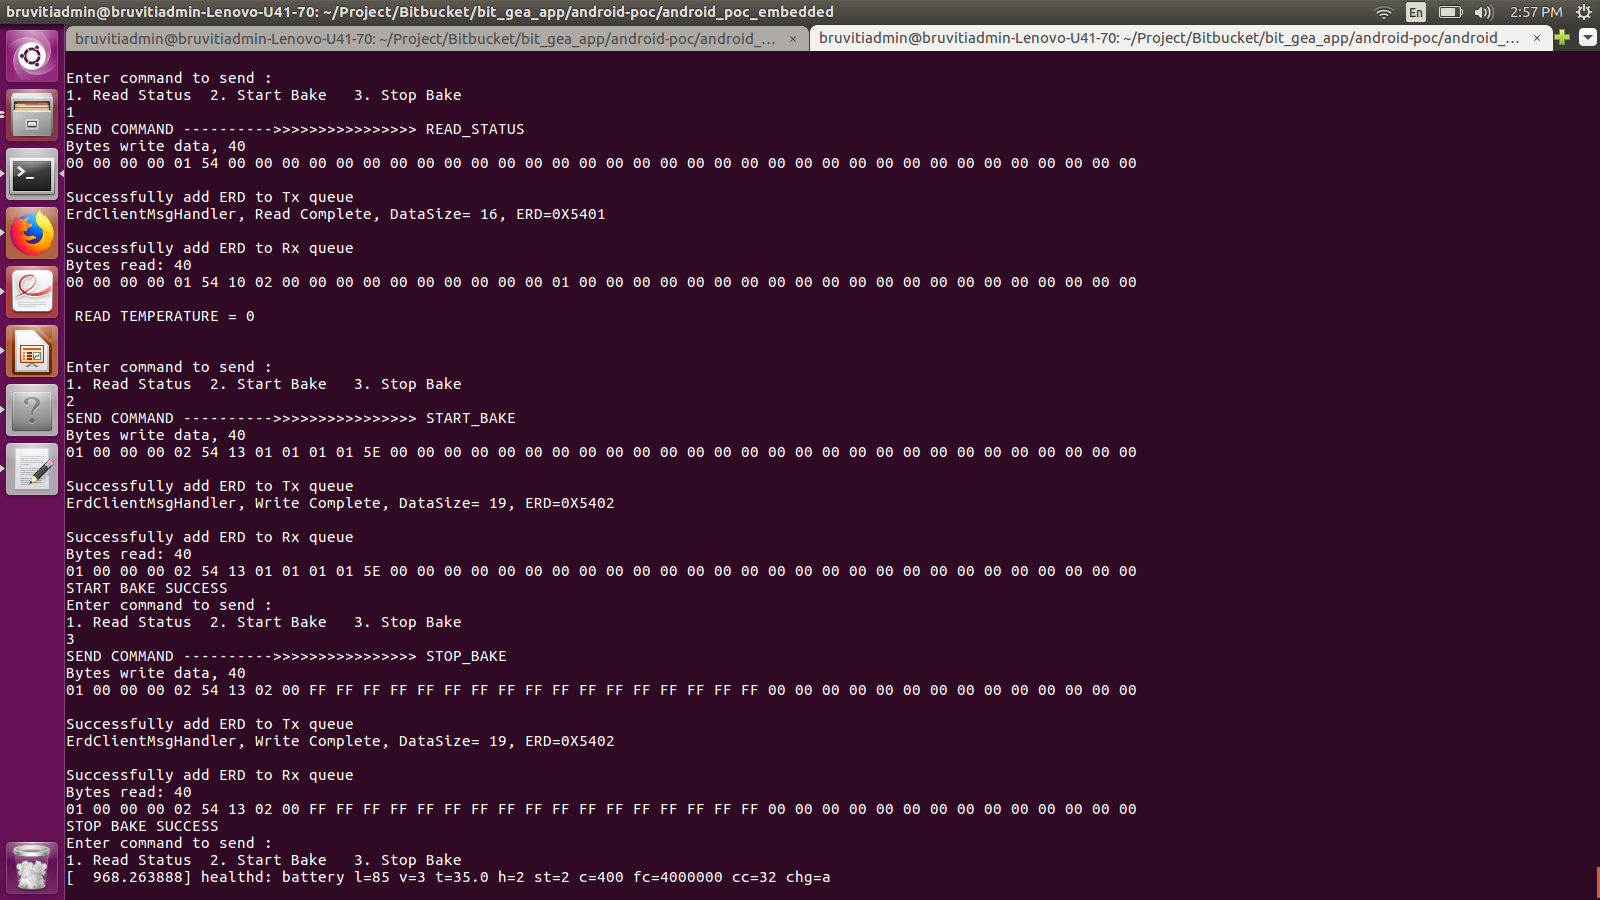 bruvitiadmin@bruvitiadmin-Lenovo-U41-70: ~/Project/Bitbucket/bit_gea_app/android-poc/android_poc_embedded
En
2:57 PM
bruvitiadmin@bruvitiadmin-Lenovo-U41-70: ~/Project/Bitbucket/bit_gea_app/android-poc/android_... ×
bruvitiadmin@bruvitiadmin-Lenovo-U41-70: ~/Project/Bitbucket/bit_gea_app/android-poc/android_... ×
Enter command to send :
1. Read Status  2. Start Bake   3. Stop Bake
1
SEND COMMAND ---------->>>>>>>>>>>>>>>> READ_STATUS
Bytes write data, 40
00 00 00 00 01 54 00 00 00 00 00 00 00 00 00 00 00 00 00 00 00 00 00 00 00 00 00 00 00 00 00 00 00 00 00 00 00 00 00 00
Successfully add ERD to Tx queue
ErdClientMsgHandler, Read Complete, DataSize= 16, ERD=0X5401
Successfully add ERD to Rx queue
Bytes read: 40
00 00 00 00 01 54 10 02 00 00 00 00 00 00 00 00 00 00 01 00 00 00 00 00 00 00 00 00 00 00 00 00 00 00 00 00 00 00 00 00
READ TEMPERATURE = 0
Enter command to send :
1. Read Status  2. Start Bake   3. Stop Bake
2
SEND COMMAND ---------->>>>>>>>>>>>>>>> START_BAKE
Bytes write data, 40
01 00 00 00 02 54 13 01 01 01 01 5E 00 00 00 00 00 00 00 00 00 00 00 00 00 00 00 00 00 00 00 00 00 00 00 00 00 00 00 00
Successfully add ERD to Tx queue
ErdClientMsgHandler, Write Complete, DataSize= 19, ERD=0X5402
Successfully add ERD to Rx queue
Bytes read: 40
01 00 00 00 02 54 13 01 01 01 01 5E 00 00 00 00 00 00 00 00 00 00 00 00 00 00 00 00 00 00 00 00 00 00 00 00 00 00 00 00
START BAKE SUCCESS
Enter command to send :
1. Read Status  2. Start Bake   3. Stop Bake
3
SEND COMMAND ---------->>>>>>>>>>>>>>>> STOP_BAKE
Bytes write data, 40
01 00 00 00 02 54 13 02 00 FF FF FF FF FF FF FF FF FF FF FF FF FF FF FF FF FF 00 00 00 00 00 00 00 00 00 00 00 00 00 00
Successfully add ERD to Tx queue
ErdClientMsgHandler, Write Complete, DataSize= 19, ERD=0X5402
Successfully add ERD to Rx queue
Bytes read: 40
01 00 00 00 02 54 13 02 00 FF FF FF FF FF FF FF FF FF FF FF FF FF FF FF FF FF 00 00 00 00 00 00 00 00 00 00 00 00 00 00
STOP BAKE SUCCESS
Enter command to send :
1. Read Status  2. Start Bake   3. Stop Bake
[  968.263888] healthd: battery l=85 v=3 t=35.0 h=2 st=2 c=400 fc=4000000 cc=32 chg=a